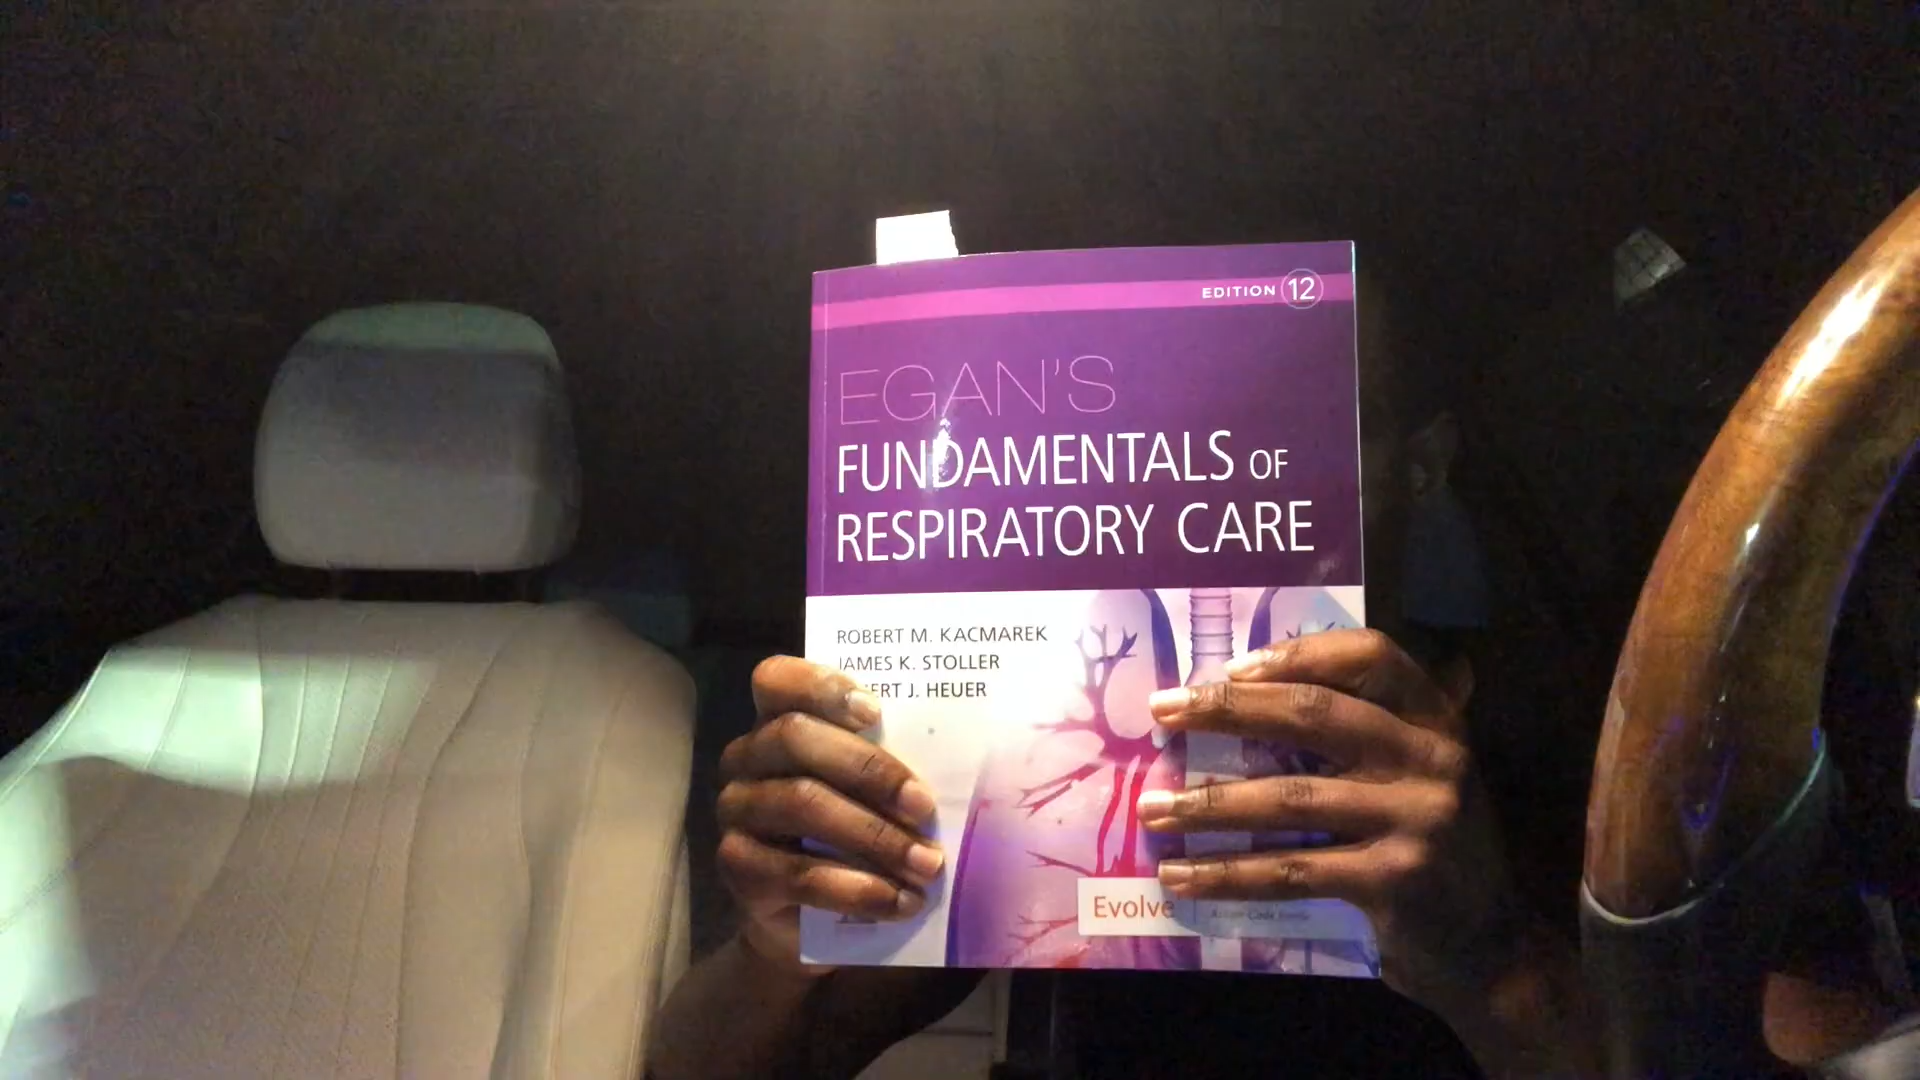 EDITION 12
EGAN'S
FUNDAMENTALS OF
RESPIRATORY CARE
ROBERT M. KACMAREK
JAMES K. STOLLER
J. HEUER
Evolve